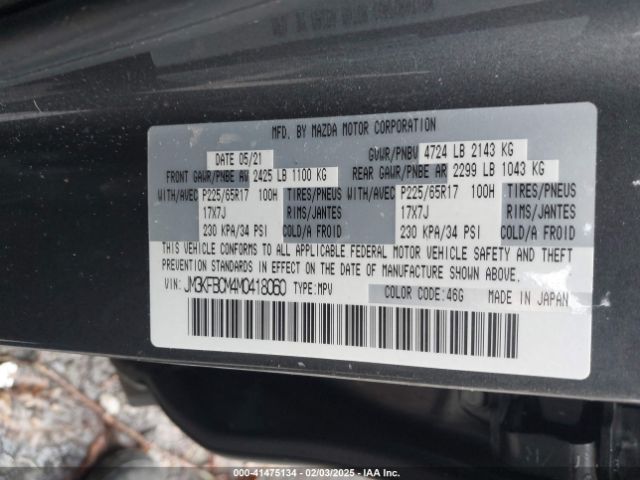 MFD. BY MAZDA MOTOR CORPORATION
DATE 05/21 GVWR/PNBV 4724 LB 2143 KG
FRONT GAWR/PNBE AV 2425 LB 1100 KG REAR GAWR/PNBE AR 2299 LB 1043 KG
WITH/AVEC P225/65R17 100H TIRES/PNEUS WITH/AVEC P225/65R17 100H TIRES/PNEUS
17X7J RIMS/JANTES 17X7J RIMS/JANTES
230 KPA/34 PSI COLD/A FROID 230 KPA/34 PSI COLD/A FROID
THIS VEHICLE CONFORMS TO ALL APPLICABLE FEDERAL MOTOR VEHICLE SAFETY AND THEFT
PREVENTION STANDARDS IN EFFECT ON THE DATE OF MANUFACTURE SHOWN ABOVE.
VIN: JM3KFBCM4M0418060 TYPE:MPV COLOR CODE:46G MADE IN JAPAN
000-41475134 - 02/03/2025 - IAA Inc.